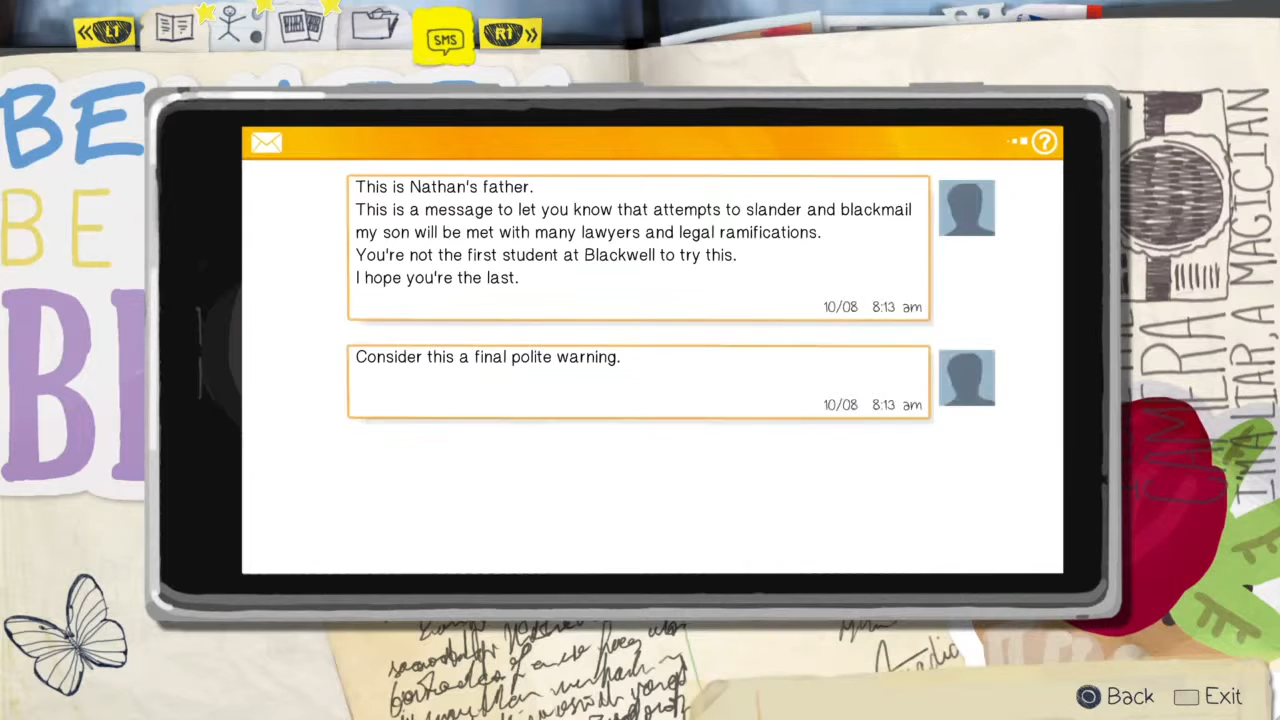 L1
SMS
R1
BE
BE
This is Nathan's father.
This is a message to let you know that attempts to slander and blackmail
my son will be met with many lawyers and legal ramifications.
You're not the first student at Blackwell to try this.
I hope you're the last.
10/08 8:13 am
Consider this a final polite warning.
10/08 8:13 am
CAMERA
I'M A LIAR, A MAGICIAN
Back
Exit